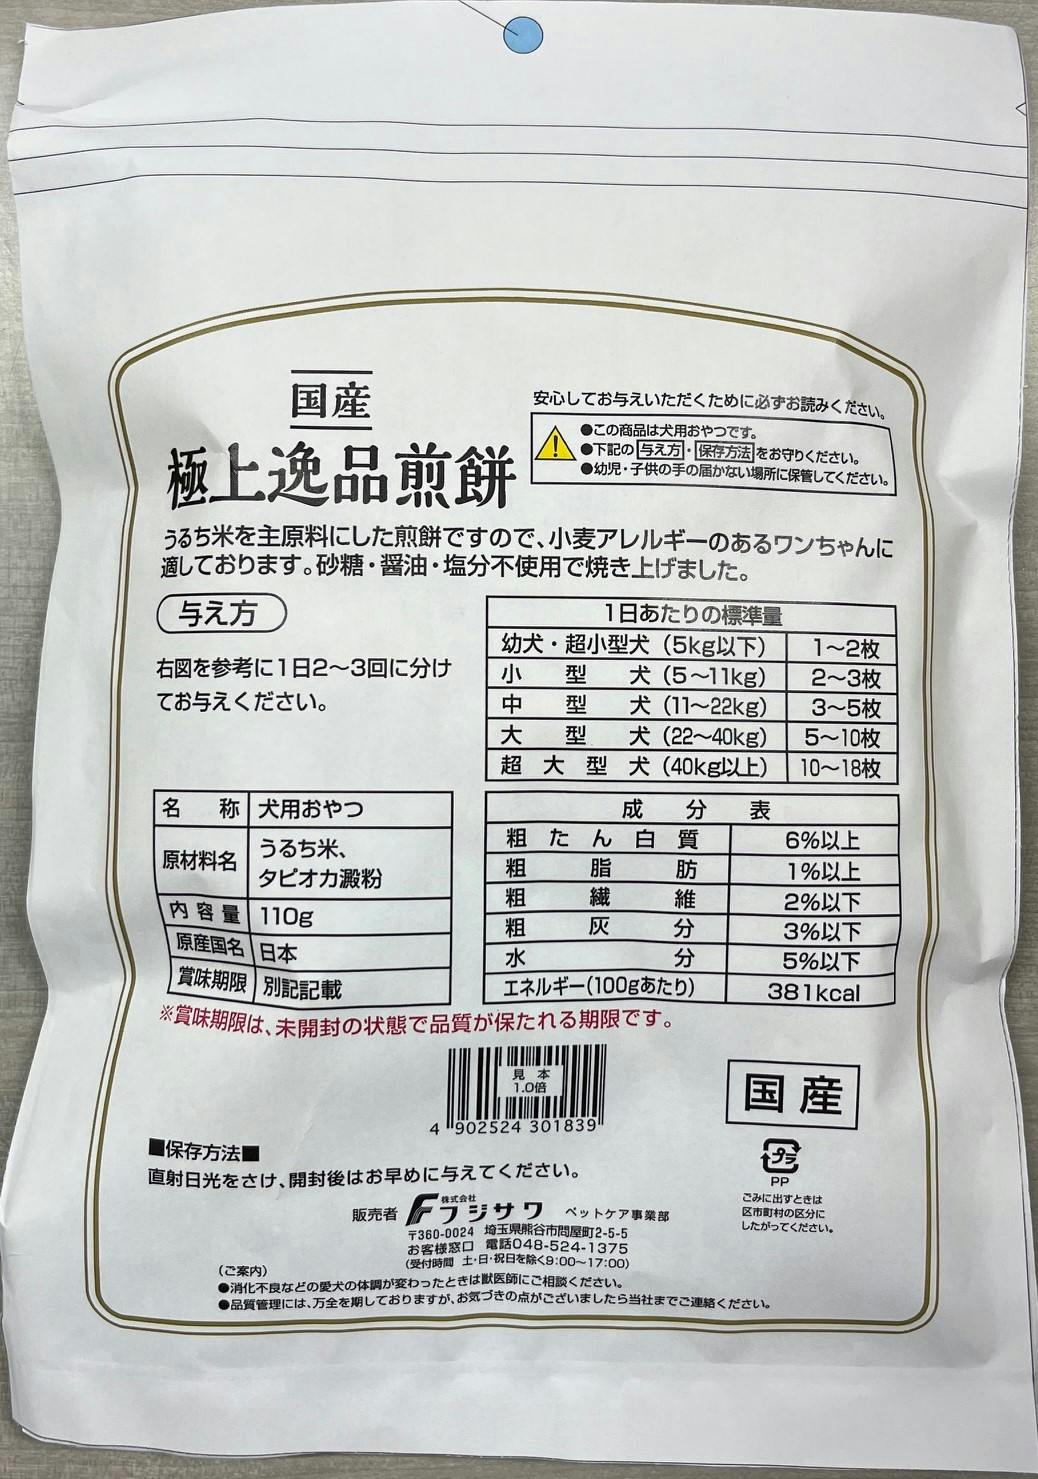 国産
極上逸品煎餅
安心してお与えいただくために必ずお読みください。
●この商品は犬用おやつです。
●下記の 与え方・保存方法 をお守りください。
●幼児・子供の手の届かない場所に保管してください。
うるち米を主原料にした煎餅ですので、小麦アレルギーのあるワンちゃんに
適しております。砂糖・醤油・塩分不使用で焼き上げました。
与え方
右図を参考に1日2〜3回に分け
てお与えください。
1日あたりの標準量
幼犬・超小型犬(5kg以下) 1〜2枚
小型犬(5〜11kg) 2〜3枚
中型犬(11〜22kg) 3〜5枚
大型犬(22〜40kg) 5〜10枚
超大型犬(40kg以上) 10〜18枚
名称 犬用おやつ
原材料名 うるち米、
タピオカ澱粉
内容量 110g
原産国名 日本
賞味期限 別記記載
成分表
粗たん白質 6%以上
粗脂肪 1%以上
粗繊維 2%以下
粗灰分 3%以下
水分 5%以下
エネルギー(100gあたり) 381kcal
※賞味期限は、未開封の状態で品質が保たれる期限です。
見本
1.0倍
4 902524 301839
国産
プラ
PP
ごみに出すときは
区市町村の区分に
したがってください。
■保存方法■
直射日光をさけ、開封後はお早めに与えてください。
販売者 株式会社 フジサワ ペットケア事業部
〒360-0024 埼玉県熊谷市問屋町2-5-5
お客様窓口 電話048-524-1375
(受付時間 土・日・祝日を除く9:00〜17:00)
(ご案内)
●消化不良などの愛犬の体調が変わったときは獣医師にご相談ください。
●品質管理には、万全を期しておりますが、お気づきの点がございましたら当社までご連絡ください。